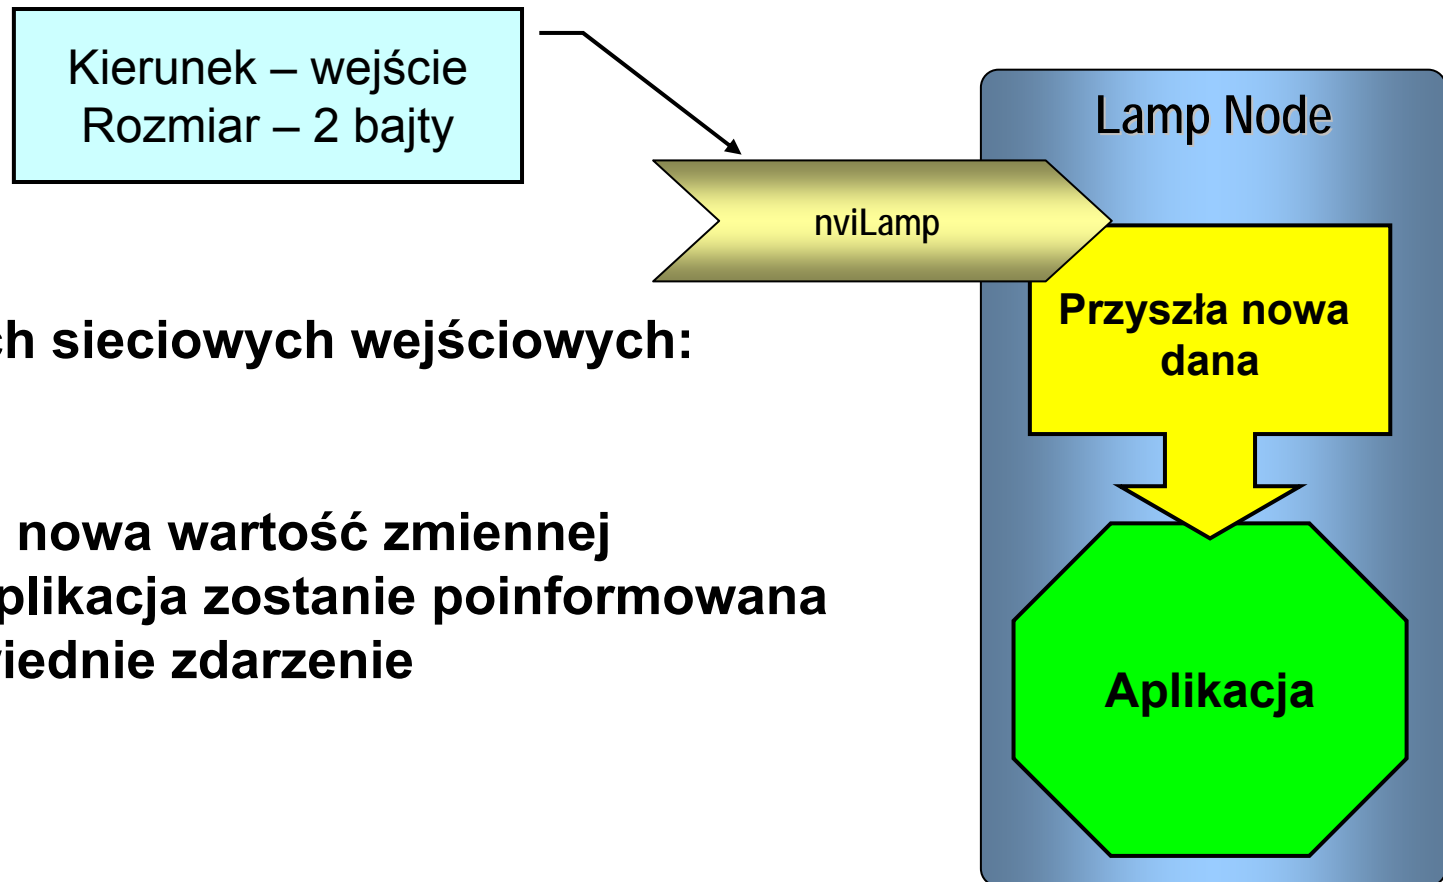 Kierunek – wejście
Rozmiar – 2 bajty
Lamp Node
nviLamp
Przyszła nowa
dana
ch sieciowych wejściowych:
nowa wartość zmiennej
plikacja zostanie poinformowana
iednie zdarzenie
Aplikacja